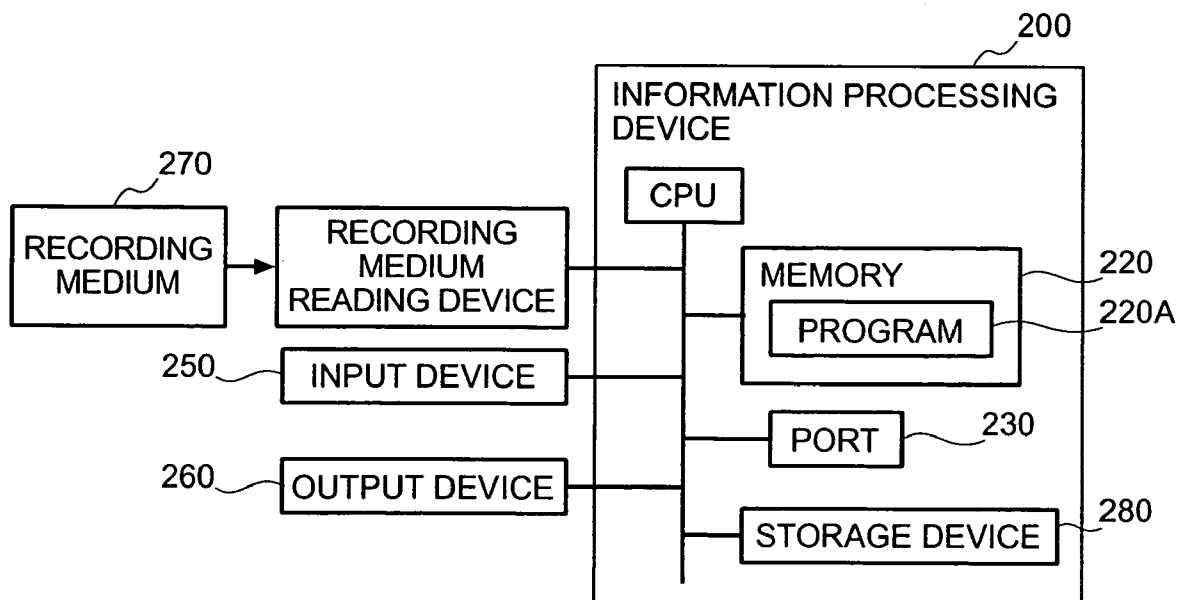 200
INFORMATION PROCESSING
DEVICE
270
CPU
RECORDING
MEDIUM
RECORDING
MEDIUM
READING DEVICE
MEMORY
220
PROGRAM
220A
250
INPUT DEVICE
PORT
230
260
OUTPUT DEVICE
STORAGE DEVICE
280